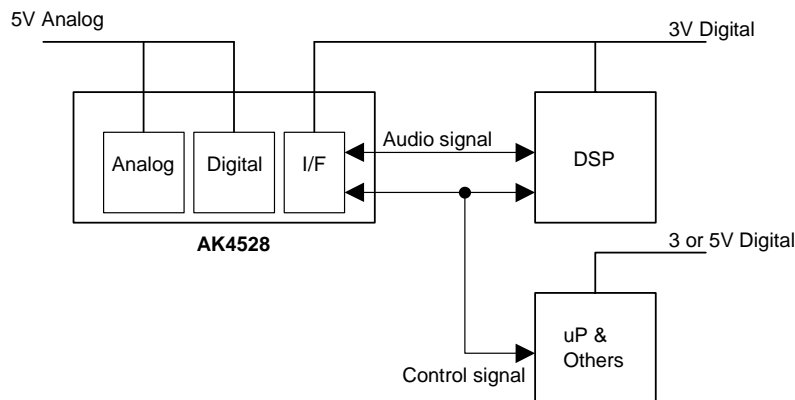 5V Analog
3V Digital
Analog
Digital
I/F
Audio signal
DSP
AK4528
3 or 5V Digital
uP &
Others
Control signal